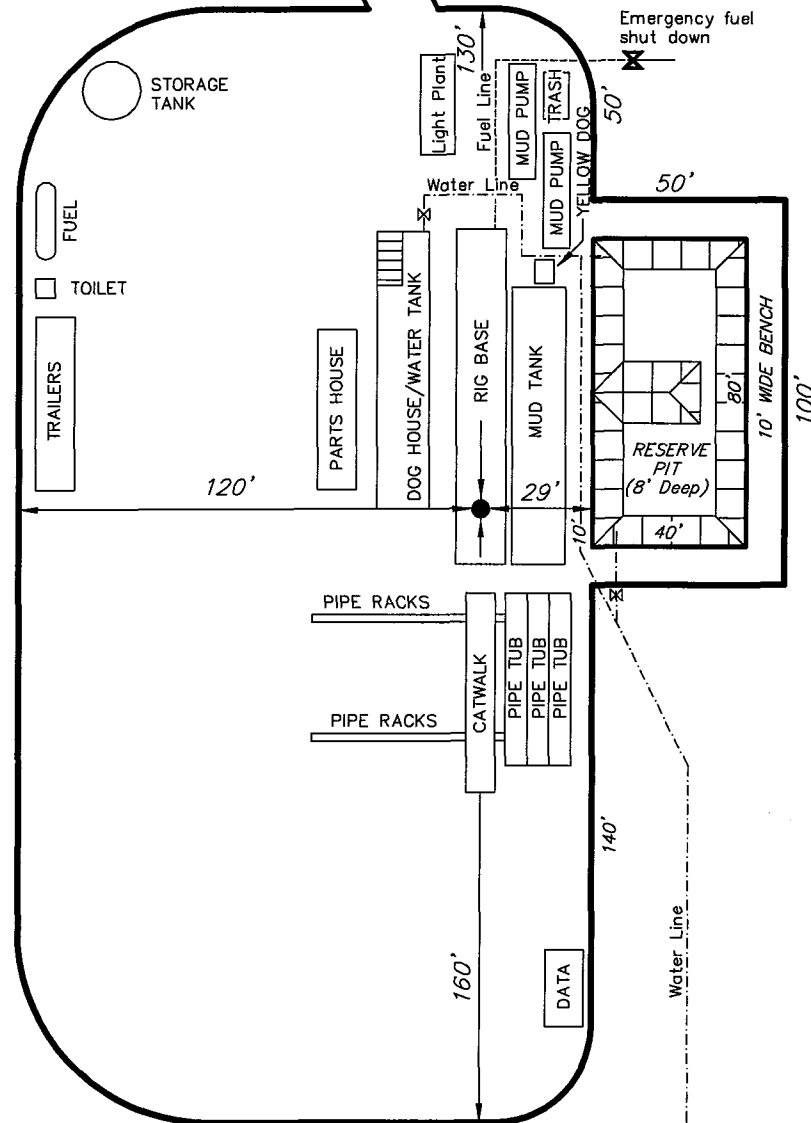 Emergency fuel
shut down
130'
STORAGE
TANK
Light Plant
Fuel Line
MUD PUMP
TRASH
50'
MUD PUMP
YELLOW DOG
Water Line
50'
FUEL
TOILET
TRAILERS
PARTS HOUSE
DOG HOUSE/WATER TANK
RIG BASE
MUD TANK
80'
10' WIDE BENCH
100'
RESERVE
PIT
(8' Deep)
120'
29'
10'
40'
PIPE RACKS
CATWALK
PIPE TUB
PIPE TUB
PIPE TUB
PIPE RACKS
140'
Water Line
160'
DATA